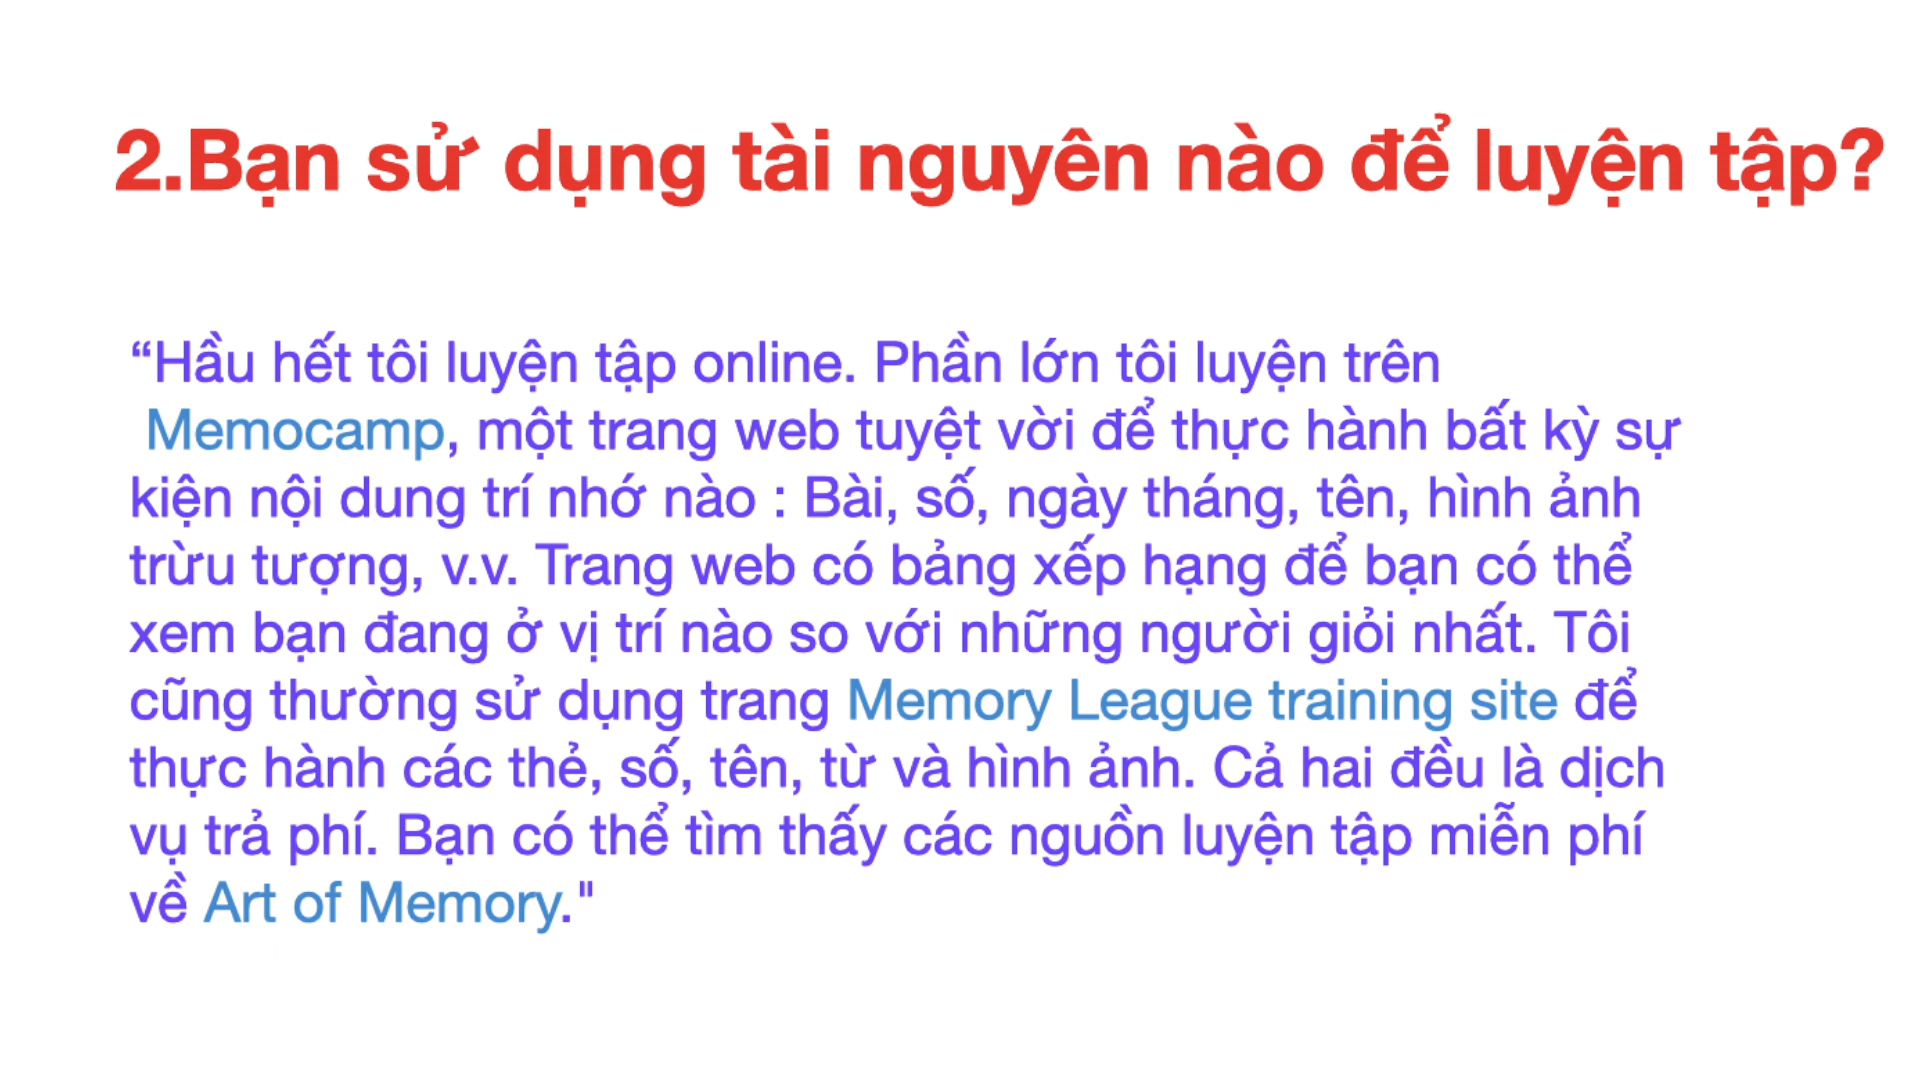 2.Bạn sử dụng tài nguyên nào để luyện tập?
“Hầu hết tôi luyện tập online. Phần lớn tôi luyện trên
Memocamp, một trang web tuyệt vời để thực hành bất kỳ sự
kiện nội dung trí nhớ nào : Bài, số, ngày tháng, tên, hình ảnh
trừu tượng, v.v. Trang web có bảng xếp hạng để bạn có thể
xem bạn đang ở vị trí nào so với những người giỏi nhất. Tôi
cũng thường sử dụng trang Memory League training site để
thực hành các thẻ, số, tên, từ và hình ảnh. Cả hai đều là dịch
vụ trả phí. Bạn có thể tìm thấy các nguồn luyện tập miễn phí
về Art of Memory."